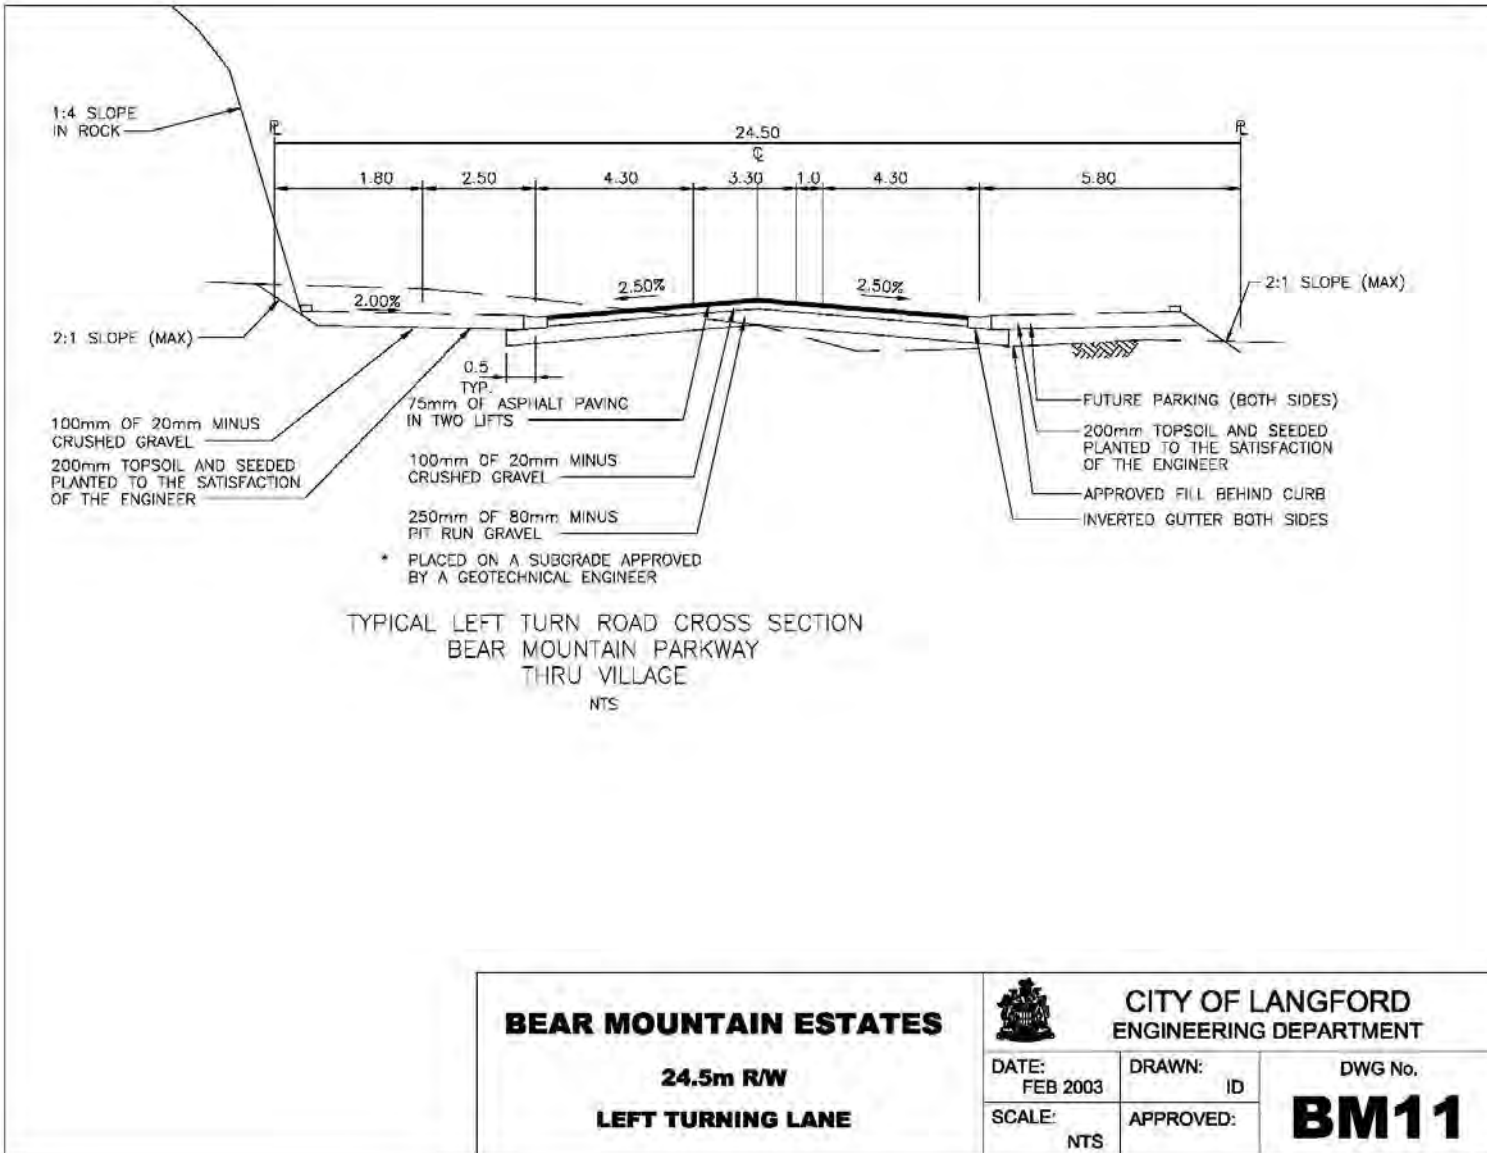 1:4 SLOPE
IN ROCK
PL
24.50
PL
CL
1.80 2.50 4.30 3.30 1.0 4.30 5.80
2.00%
2.50%
2.50%
2:1 SLOPE (MAX)
2:1 SLOPE (MAX)
0.5
TYP.
100mm OF 20mm MINUS
CRUSHED GRAVEL
200mm TOPSOIL AND SEEDED
PLANTED TO THE SATISFACTION
OF THE ENGINEER
75mm OF ASPHALT PAVING
IN TWO LIFTS
100mm OF 20mm MINUS
CRUSHED GRAVEL
250mm OF 80mm MINUS
PIT RUN GRAVEL
* PLACED ON A SUBGRADE APPROVED
BY A GEOTECHNICAL ENGINEER
FUTURE PARKING (BOTH SIDES)
200mm TOPSOIL AND SEEDED
PLANTED TO THE SATISFACTION
OF THE ENGINEER
APPROVED FILL BEHIND CURB
INVERTED GUTTER BOTH SIDES
TYPICAL LEFT TURN ROAD CROSS SECTION
BEAR MOUNTAIN PARKWAY
THRU VILLAGE
NTS
BEAR MOUNTAIN ESTATES
24.5m R/W
LEFT TURNING LANE
CITY OF LANGFORD
ENGINEERING DEPARTMENT
DATE:
FEB 2003
DRAWN:
ID
SCALE:
NTS
APPROVED:
DWG No.
BM11